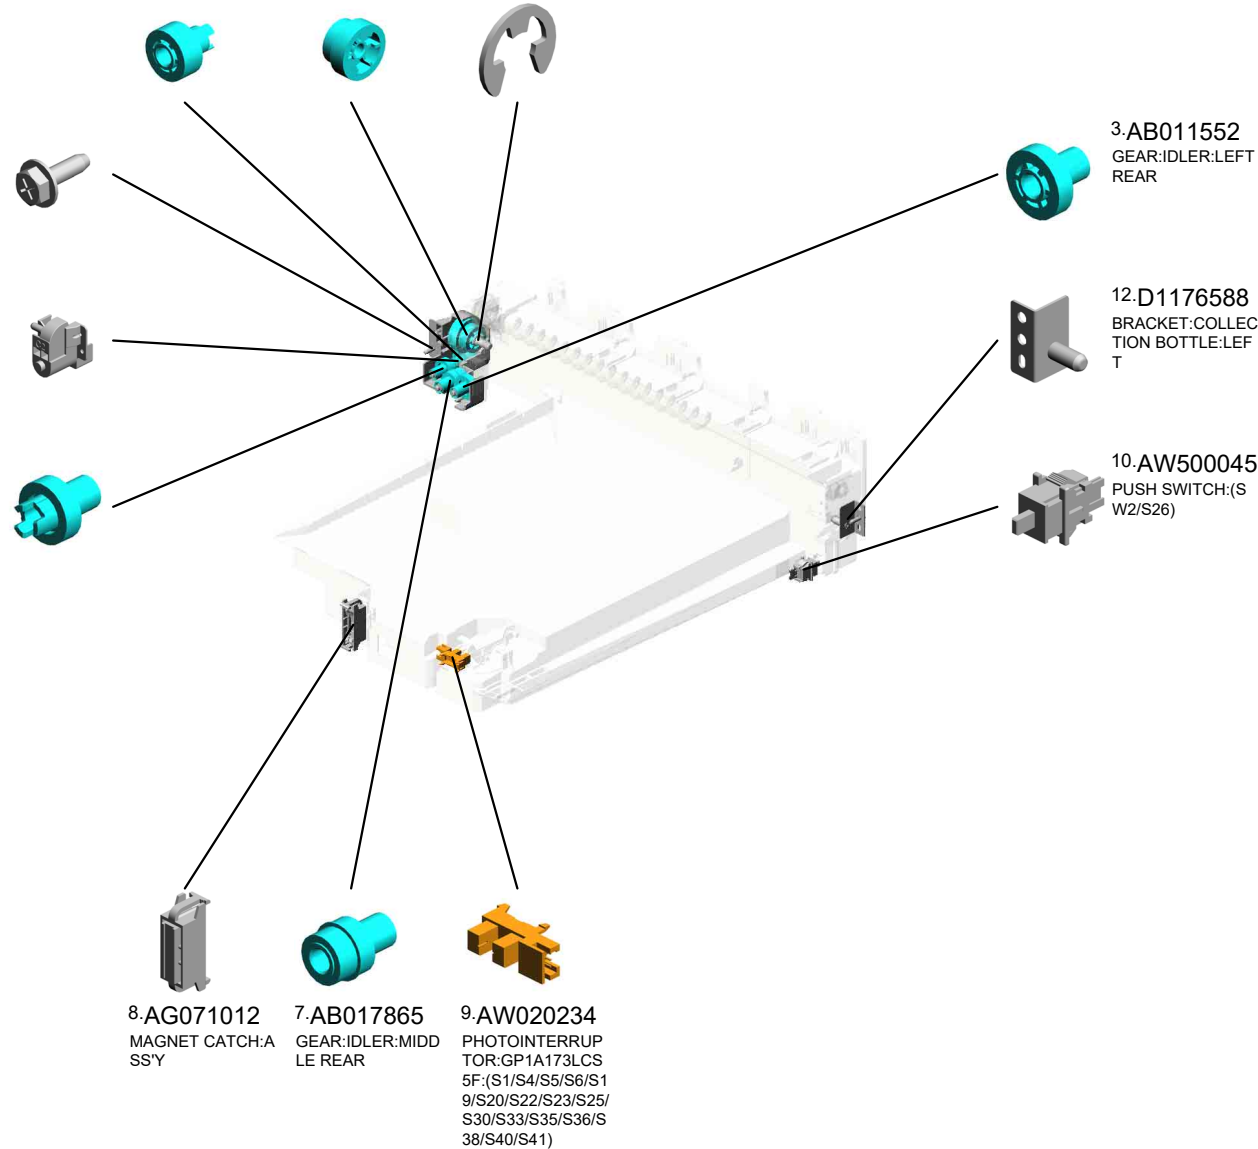 3.AB011552
GEAR:IDLER:LEFT
REAR
12.D1176588
BRACKET:COLLEC
TION BOTTLE:LEF
T
10.AW500045
PUSH SWITCH:(S
W2/S26)
8.AG071012
MAGNET CATCH:A
SS'Y
7.AB017865
GEAR:IDLER:MIDD
LE REAR
9.AW020234
PHOTOINTERRUP
TOR:GP1A173LCS
5F:(S1/S4/S5/S6/S1
9/S20/S22/S23/S25/
S30/S33/S35/S36/S
38/S40/S41)